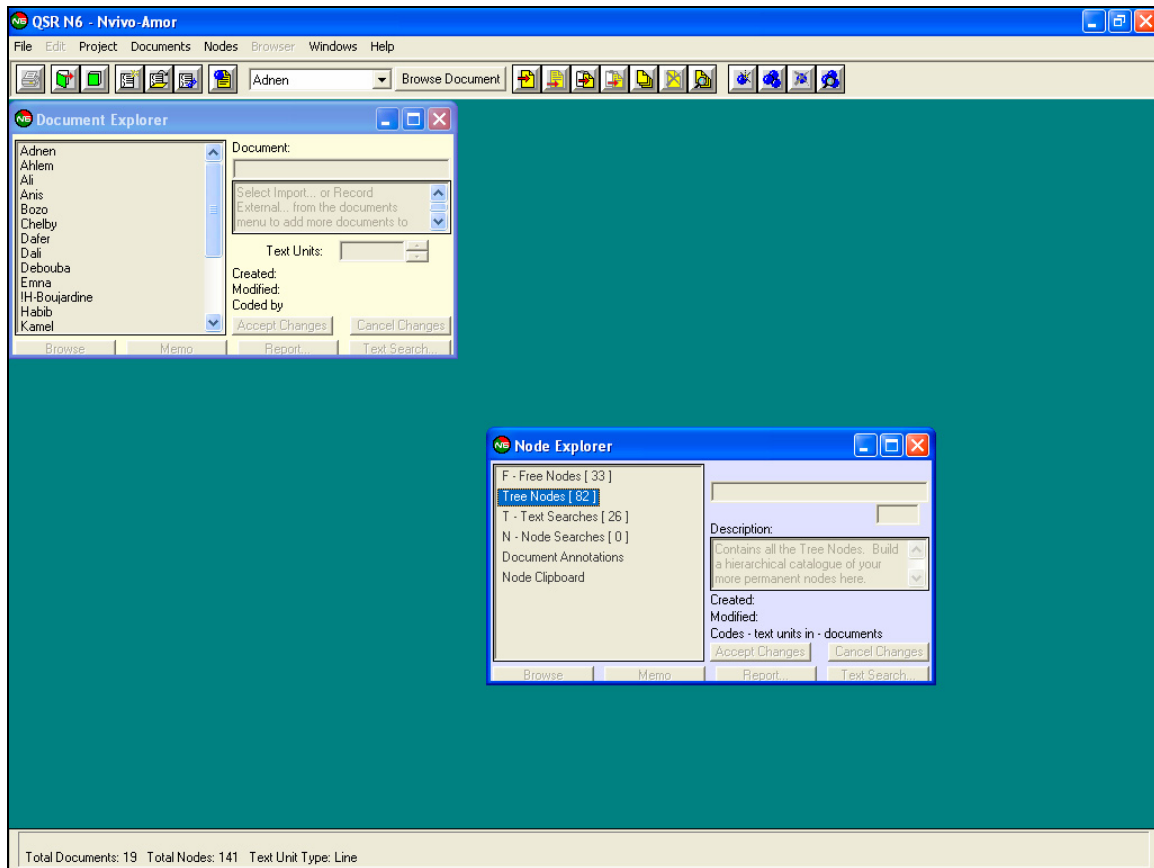 QSR N6 - Nvivo-Amor
File Edit Project Documents Nodes Browser Windows Help
Adnen Browse Document
Document Explorer
Adnen
Ahlem
Ali
Anis
Bozo
Chelby
Dafer
Dali
Debouba
Emna
!H-Boujardine
Habib
Kamel
Document:
Select Import... or Record
External... from the documents
menu to add more documents to
Text Units:
Created:
Modified:
Coded by
Accept Changes Cancel Changes
Browse Memo Report... Text Search...
Node Explorer
F - Free Nodes [ 33 ]
Tree Nodes [ 82 ]
T - Text Searches [ 26 ]
N - Node Searches [ 0 ]
Document Annotations
Node Clipboard
Description:
Contains all the Tree Nodes. Build
a hierarchical catalogue of your
more permanent nodes here.
Created:
Modified:
Codes - text units in - documents
Accept Changes Cancel Changes
Browse Memo Report... Text Search...
Total Documents: 19 Total Nodes: 141 Text Unit Type: Line